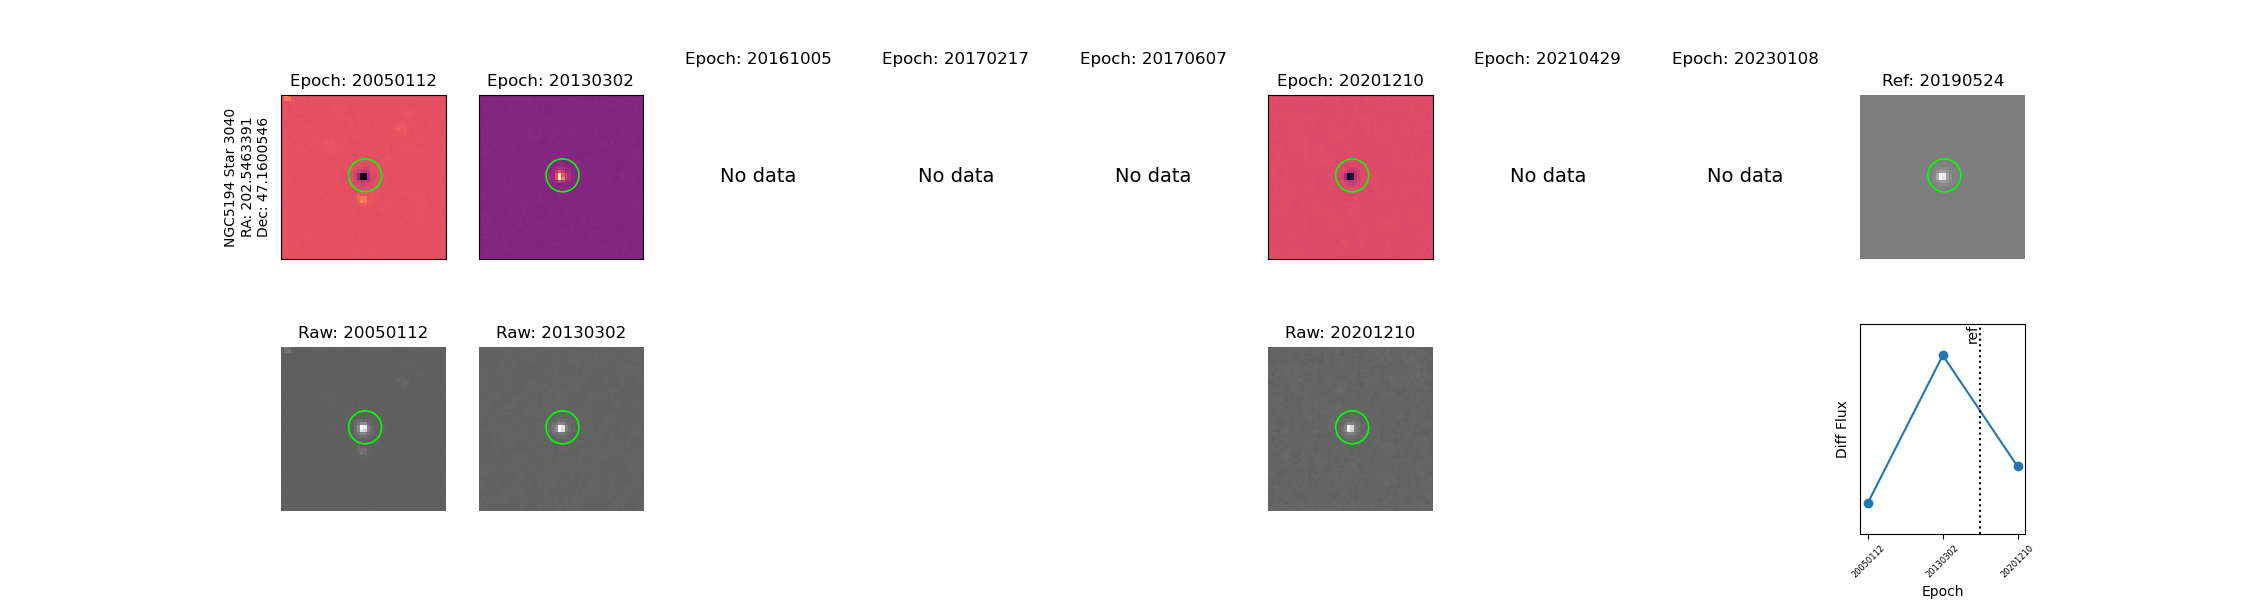 Epoch: 20050112
Epoch: 20130302
Epoch: 20161005
Epoch: 20170217
Epoch: 20170607
Epoch: 20201210
Epoch: 20210429
Epoch: 20230108
Ref: 20190524
NGC5194 Star 3040
RA: 202.5463391
Dec: 47.1600546
No data
No data
No data
No data
No data
Raw: 20050112
Raw: 20130302
Raw: 20201210
ref
Diff Flux
20050112
20130302
20201210
Epoch